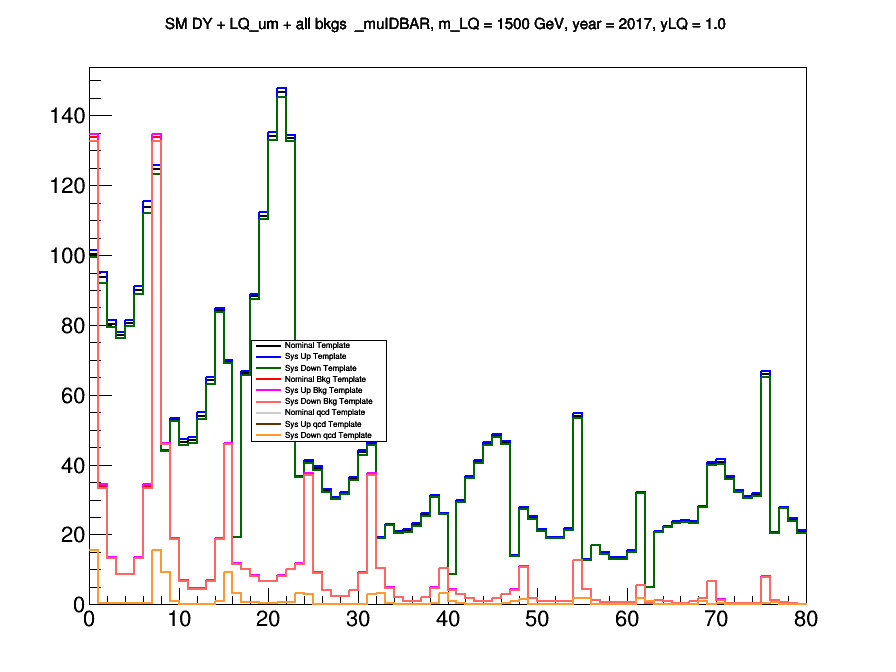 SM DY + LQ_um + all bkgs _muIDBAR, m_LQ = 1500 GeV, year = 2017, yLQ = 1.0
140
120
100
80
60
40
20
0
Nominal Template
Sys Up Template
Sys Down Template
Nominal Bkg Template
Sys Up Bkg Template
Sys Down Bkg Template
Nominal qcd Template
Sys Up qcd Template
Sys Down qcd Template
0 10 20 30 40 50 60 70 80